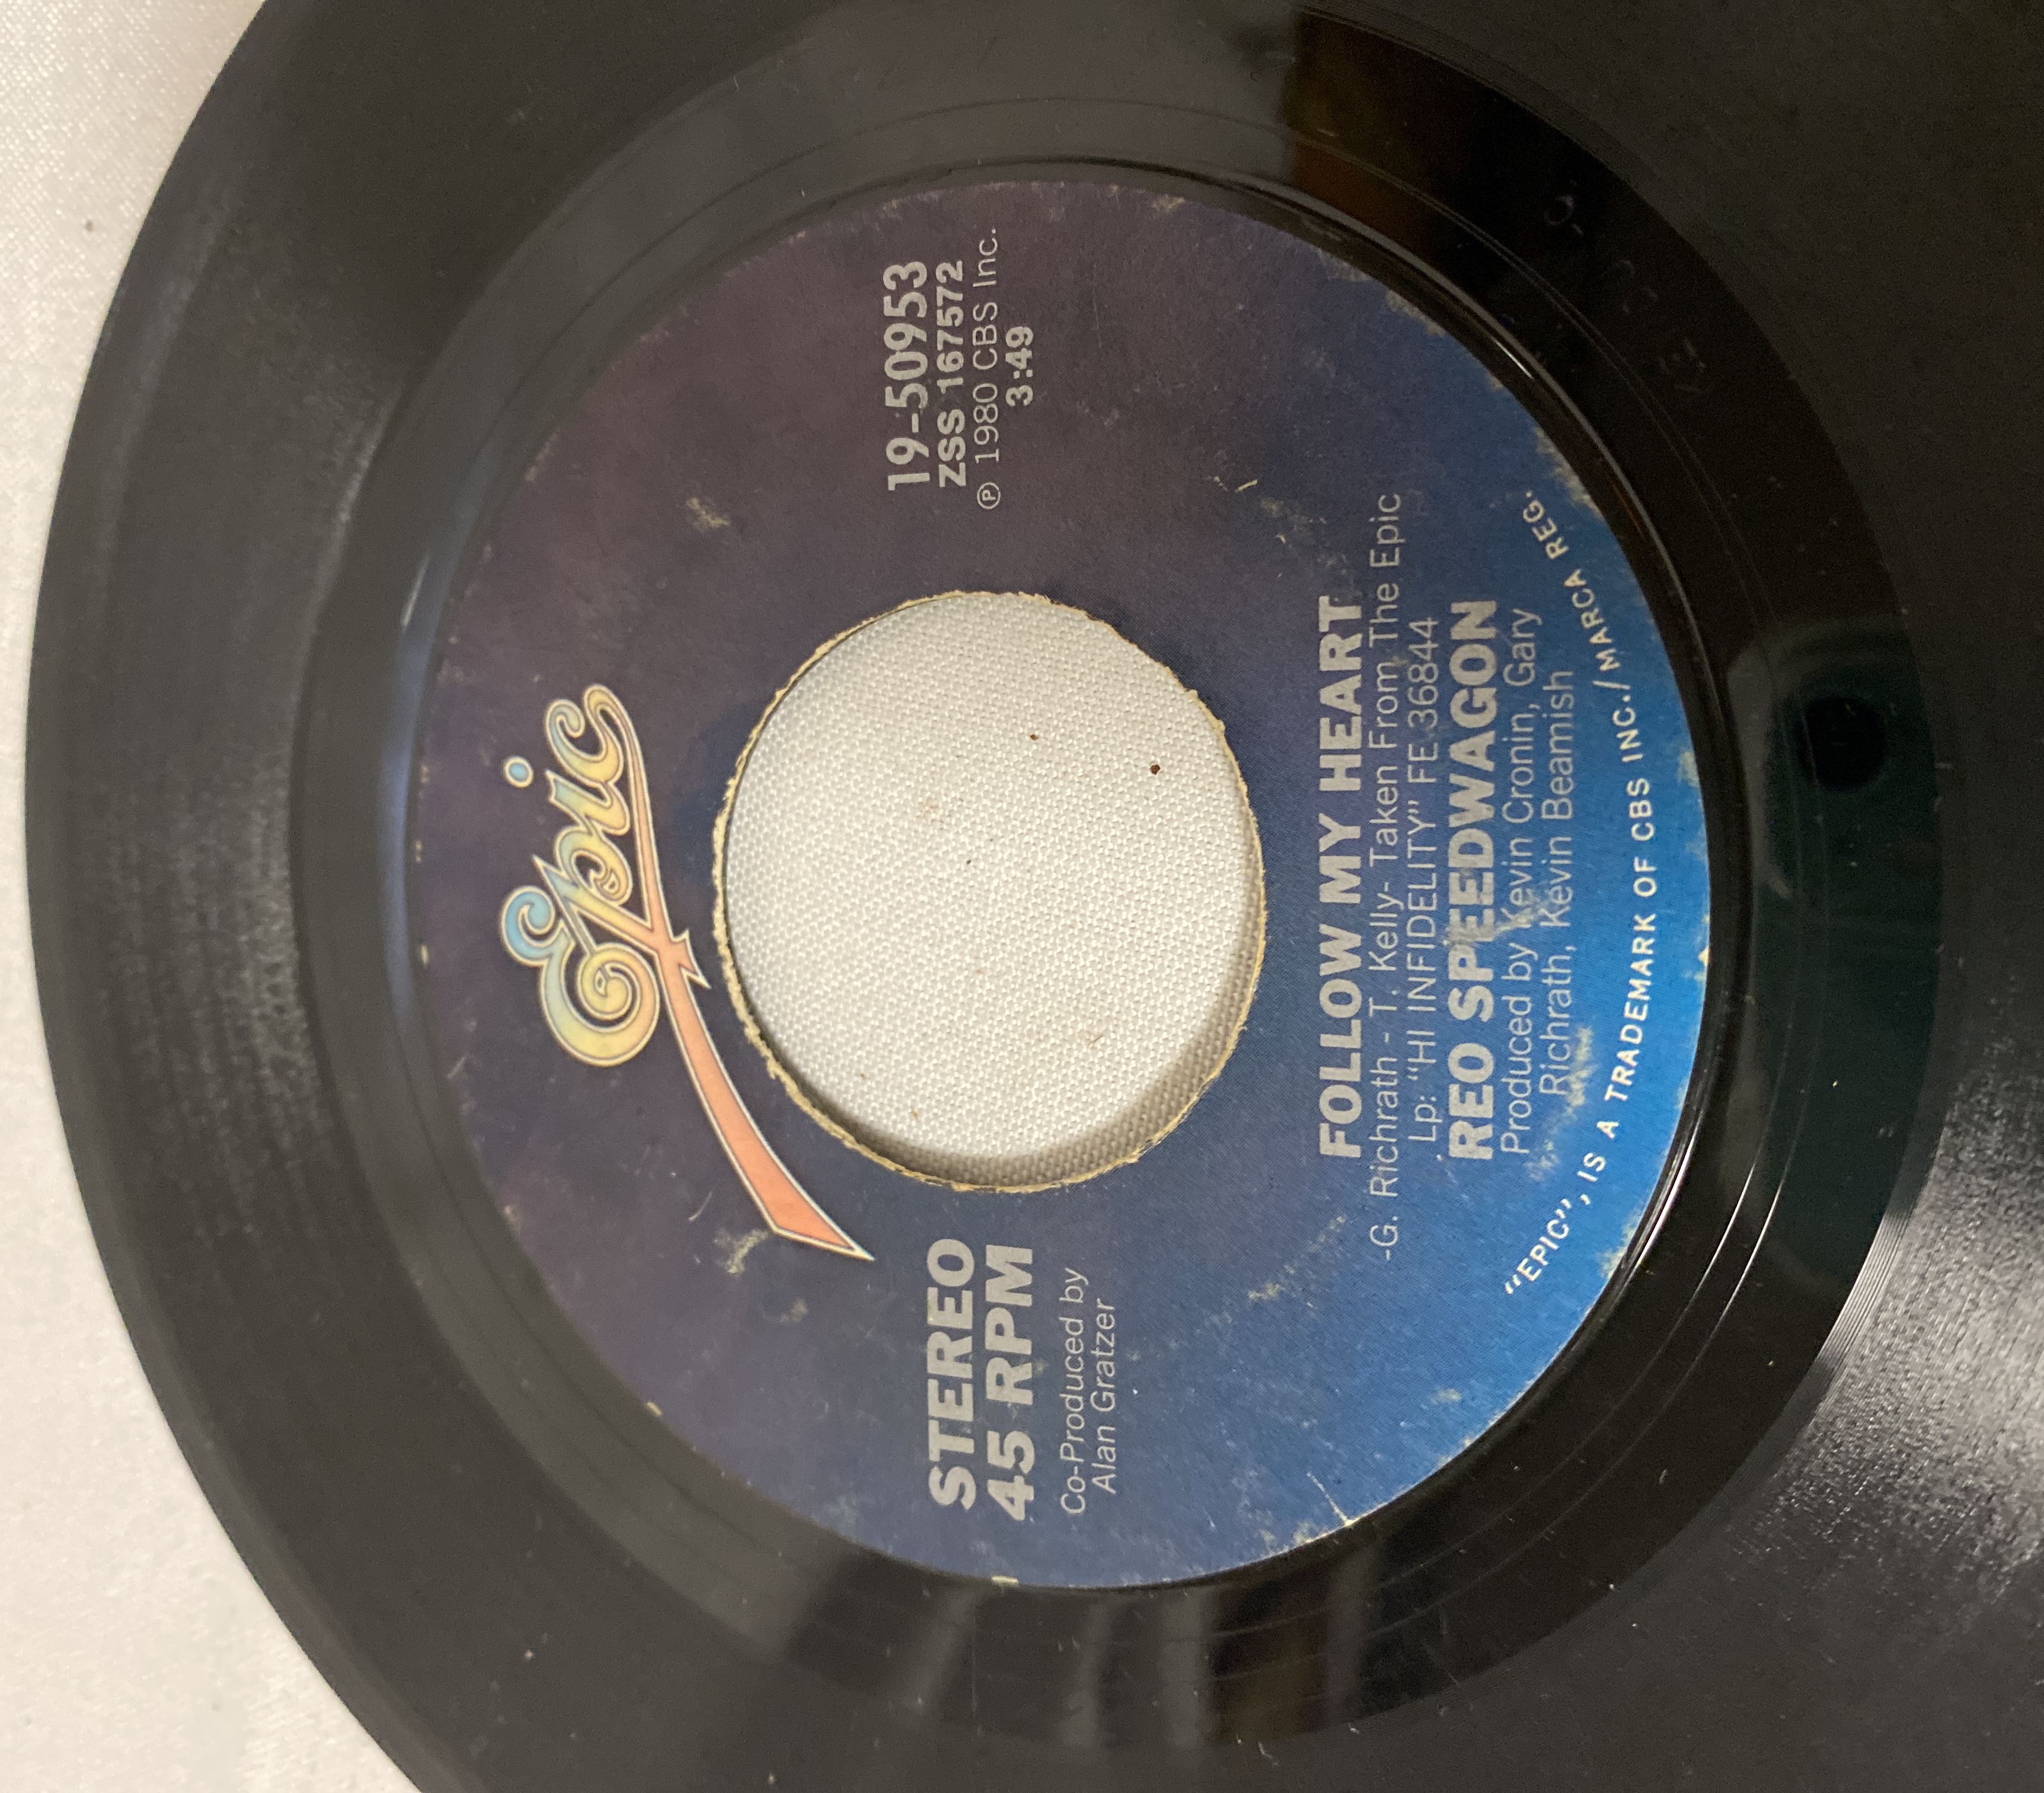 Epic
STEREO
45 RPM
Co-Produced by
Alan Gratzer
19-50953
ZSS 167572
℗ 1980 CBS Inc.
3:49
FOLLOW MY HEART
-G. Richrath - T. Kelly- Taken From The Epic
Lp: "HI INFIDELITY" FE 36844
REO SPEEDWAGON
Produced by Kevin Cronin, Gary
Richrath, Kevin Beamish
"EPIC", IS A TRADEMARK OF CBS INC./MARCA REG.